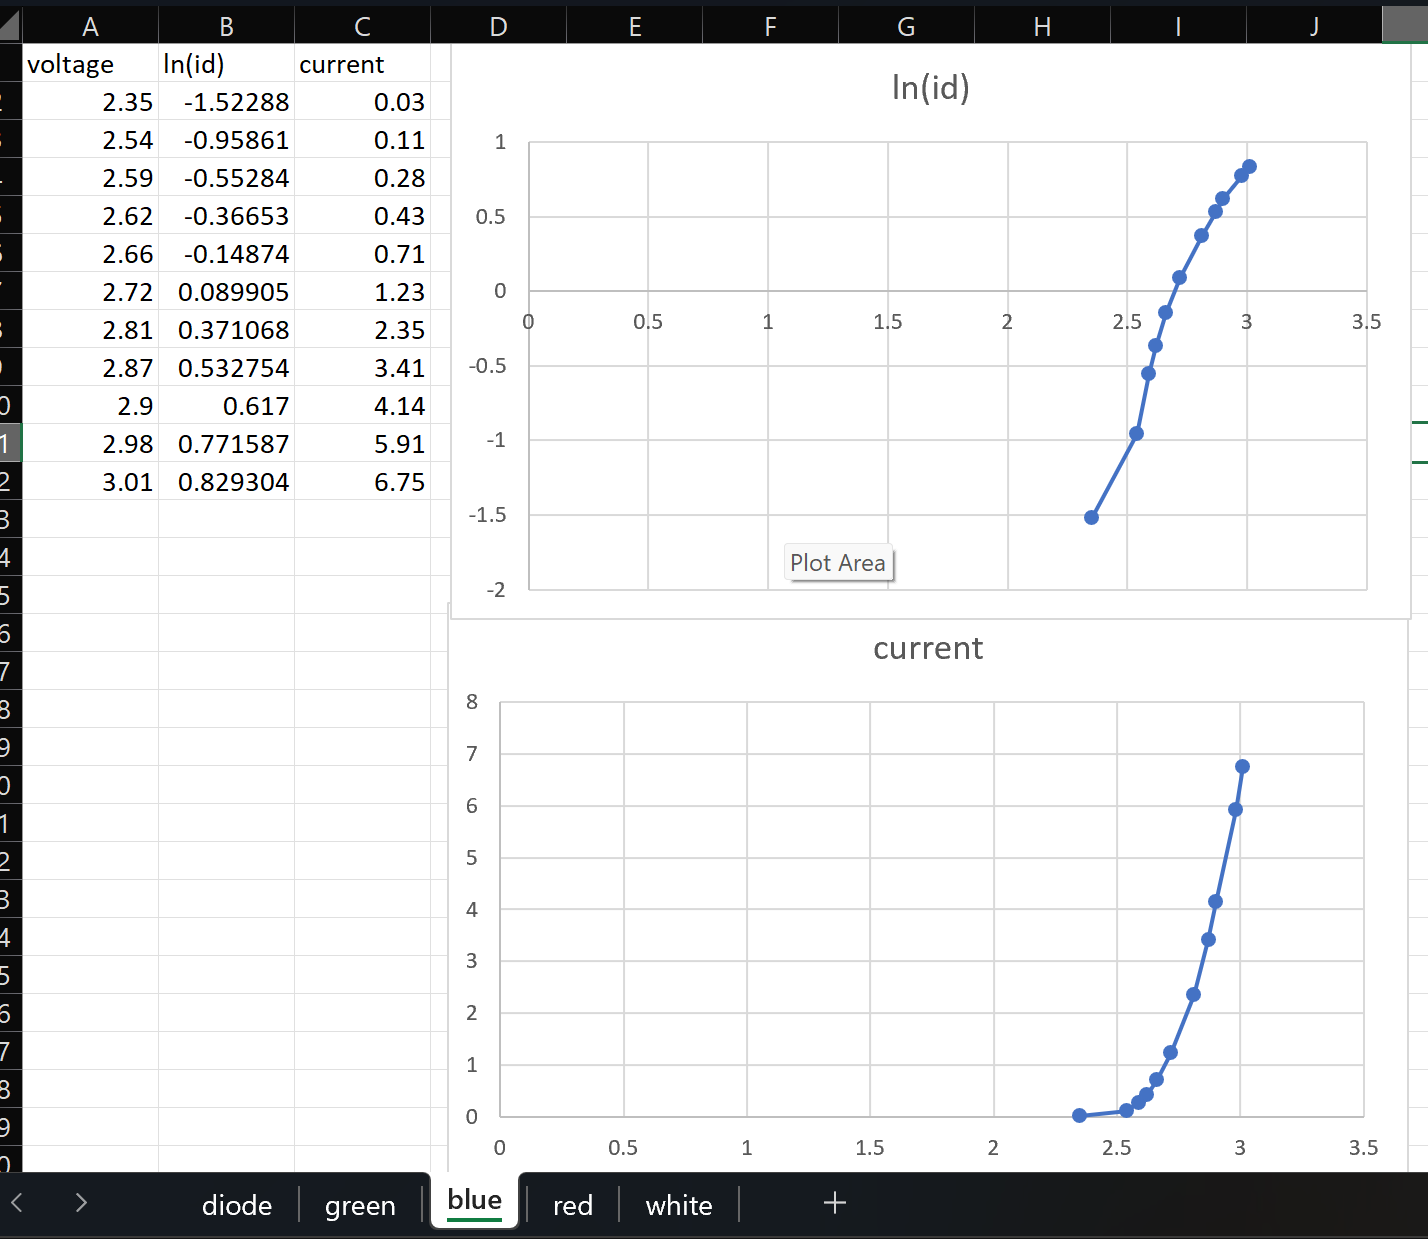 A B C D E F G H I J
voltage ln(id) current
2.35 -1.52288 0.03
2.54 -0.95861 0.11
2.59 -0.55284 0.28
2.62 -0.36653 0.43
2.66 -0.14874 0.71
2.72 0.089905 1.23
2.81 0.371068 2.35
2.87 0.532754 3.41
2.9 0.617 4.14
2.98 0.771587 5.91
3.01 0.829304 6.75
ln(id)
1
0.5
0
0 0.5 1 1.5 2 2.5 3 3.5
-0.5
-1
-1.5
Plot Area
-2
current
8
7
6
5
4
3
2
1
0
0 0.5 1 1.5 2 2.5 3 3.5
diode green blue red white